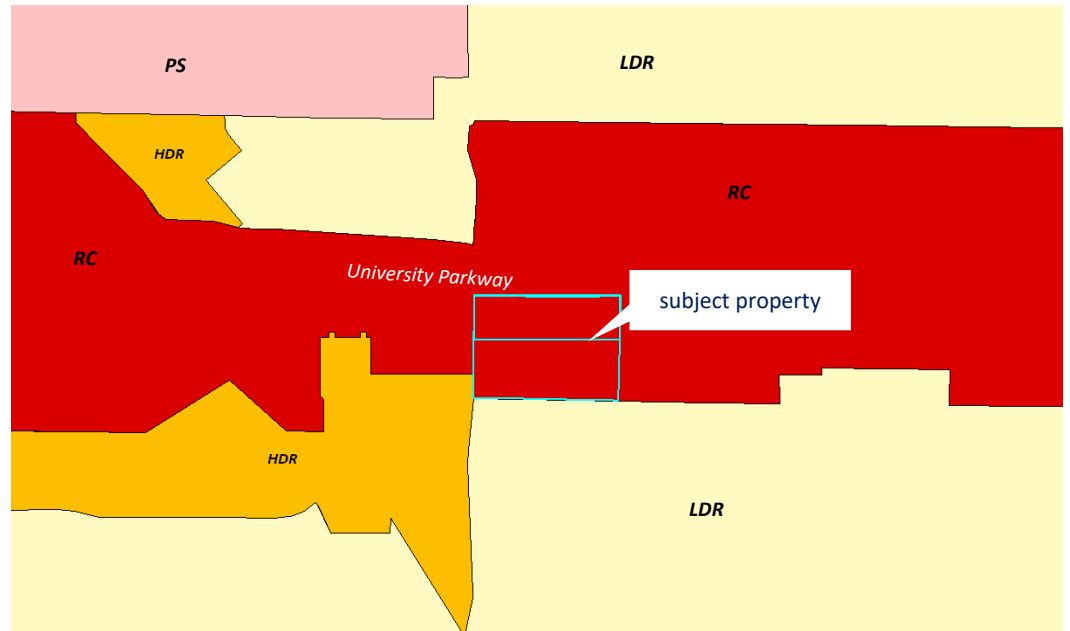 PS
LDR
HDR
RC
RC
University Parkway
subject property
HDR
LDR